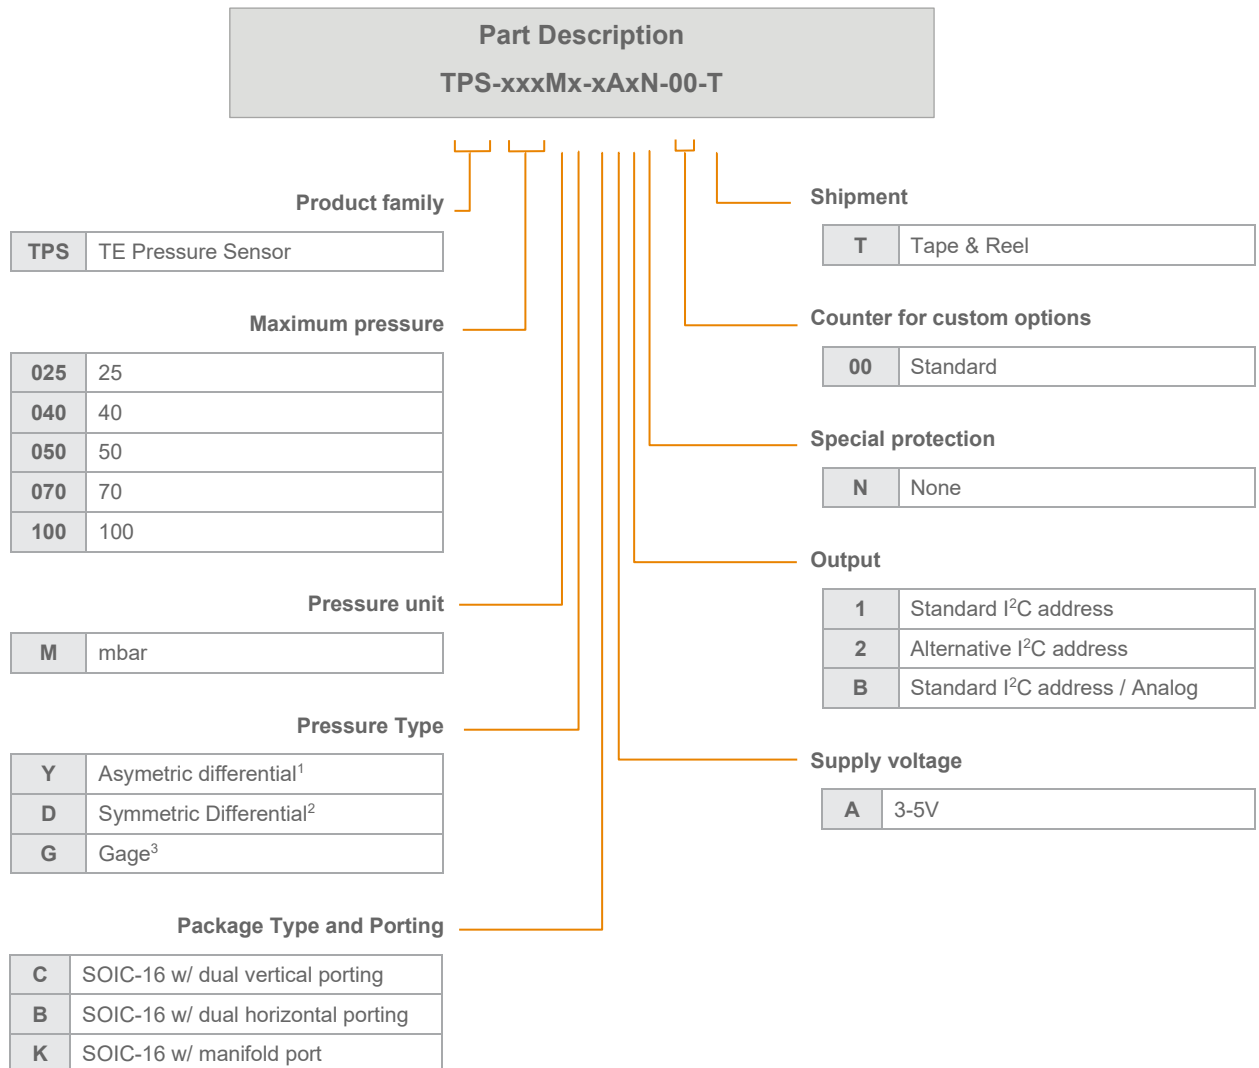 Part Description
TPS-xxxMx-xAxN-00-T
Product family
TPS TE Pressure Sensor
Maximum pressure
025 25
040 40
050 50
070 70
100 100
Pressure unit
M mbar
Pressure Type
Y Asymetric differential¹
D Symmetric Differential²
G Gage³
Package Type and Porting
C SOIC-16 w/ dual vertical porting
B SOIC-16 w/ dual horizontal porting
K SOIC-16 w/ manifold port
Shipment
T Tape & Reel
Counter for custom options
00 Standard
Special protection
N None
Output
1 Standard I²C address
2 Alternative I²C address
B Standard I²C address / Analog
Supply voltage
A 3-5V